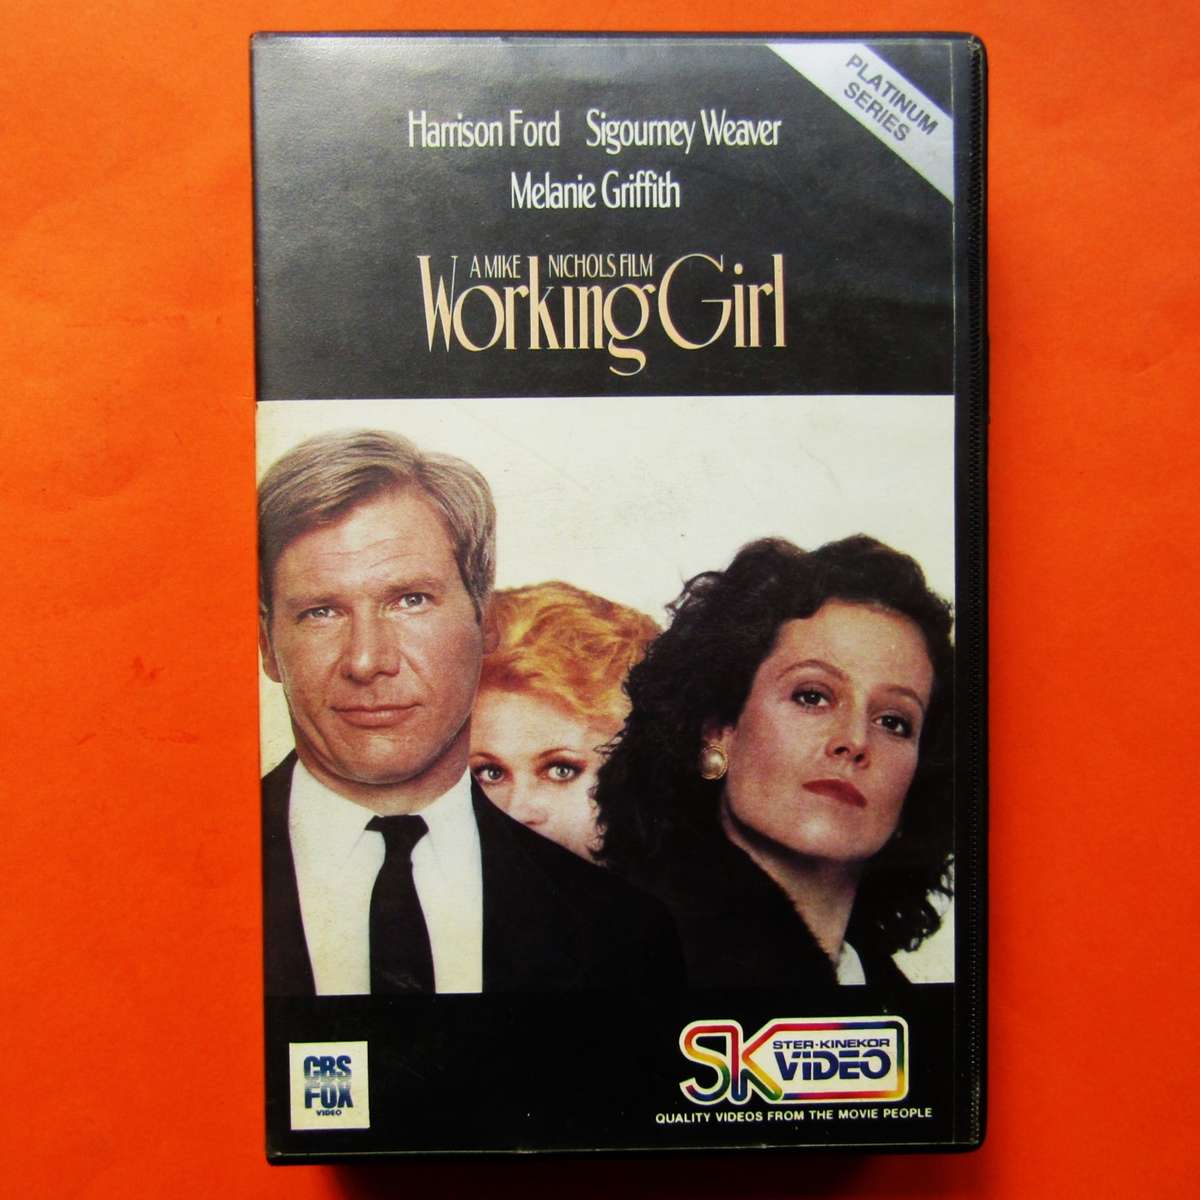 PLATINUM
SERIES
Harrison Ford Sigourney Weaver
Melanie Griffith
A MIKE NICHOLS FILM
Working Girl
CBS
FOX
VIDEO
SK STER-KINEKOR
VIDEO
QUALITY VIDEOS FROM THE MOVIE PEOPLE